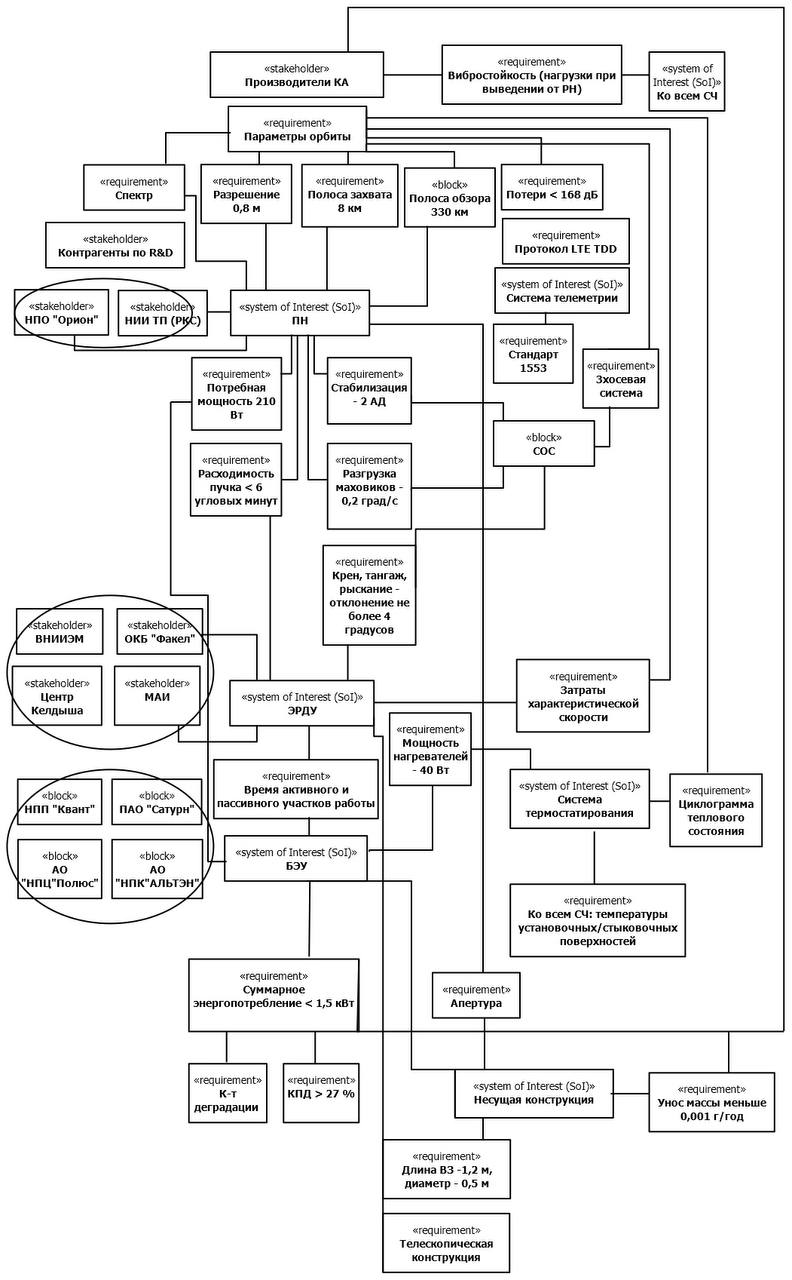 «stakeholder»
Производители КА
«requirement»
Вибростойкость (нагрузки при
выведении от РН)
«system of
Interest (SoI)»
Ко всем СЧ
«requirement»
Параметры орбиты
«requirement»
Спектр
«requirement»
Разрешение
0,8 м
«requirement»
Полоса захвата
8 км
«block»
Полоса обзора
330 км
«requirement»
Потери < 168 дБ
«stakeholder»
Контрагенты по R&D
«requirement»
Протокол LTE TDD
«system of Interest (SoI)»
Система телеметрии
«stakeholder»
НПО "Орион"
«stakeholder»
НИИ ТП (РКС)
«system of Interest (SoI)»
ПН
«requirement»
Стандарт
1553
«requirement»
Зхосевая
система
«requirement»
Потребная
мощность 210
Вт
«requirement»
Стабилизация
- 2 АД
«block»
СОС
«requirement»
Расходимость
пучка < 6
угловых минут
«requirement»
Разгрузка
маховиков -
0,2 град/с
«requirement»
Крен, тангаж,
рыскание -
отклонение не
более 4
градусов
«stakeholder»
ВНИИЭМ
«stakeholder»
ОКБ "Факел"
«stakeholder»
Центр
Келдыша
«stakeholder»
МАИ
«system of Interest (SoI)»
ЭРДУ
«requirement»
Затраты
характеристической
скорости
«requirement»
Мощность
нагревателей
- 40 Вт
«requirement»
Время активного и
пассивного участков работы
«system of Interest (SoI)»
Система
термостатирования
«requirement»
Циклограмма
теплового
состояния
«block»
НПП "Квант"
«block»
ПАО "Сатурн"
«block»
АО
"НПЦ"Полюс"
«block»
АО
"НПК"АЛЬТЭН"
«system of Interest (SoI)»
БЭУ
«requirement»
Ко всем СЧ: температуры
установочных/стыковочных
поверхностей
«requirement»
Суммарное
энергопотребление < 1,5 кВт
«requirement»
Апертура
«requirement»
К-т
деградации
«requirement»
КПД > 27 %
«system of Interest (SoI)»
Несущая конструкция
«requirement»
Унос массы меньше
0,001 г/год
«requirement»
Длина ВЗ -1,2 м,
диаметр - 0,5 м
«requirement»
Телескопическая
конструкция